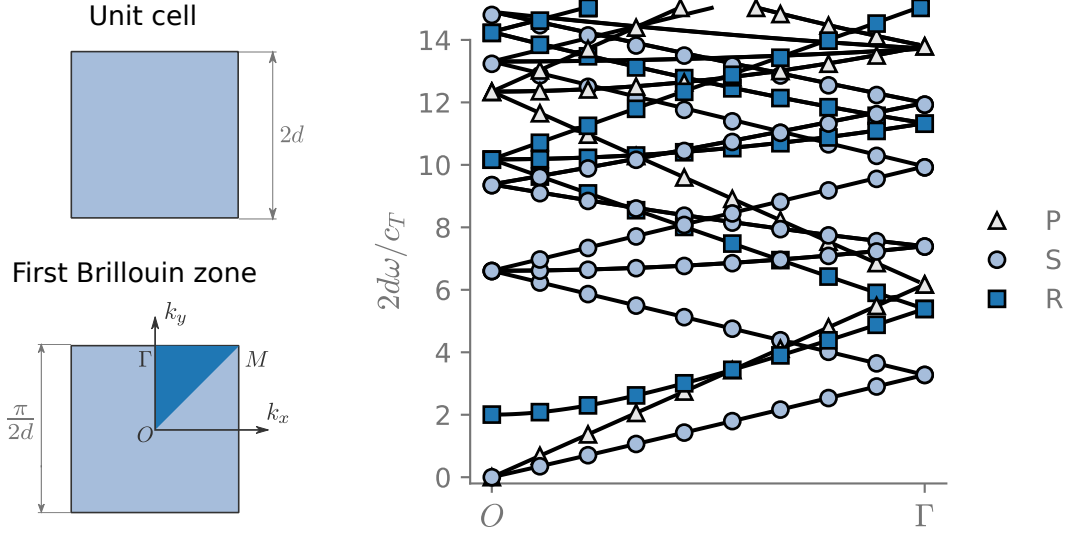 Unit cell
2d
First Brillouin zone
k_y
Γ
M
π
2d
k_x
O
14
12
10
8
6
4
2
0
2dω/c_T
O
Γ
P
S
R